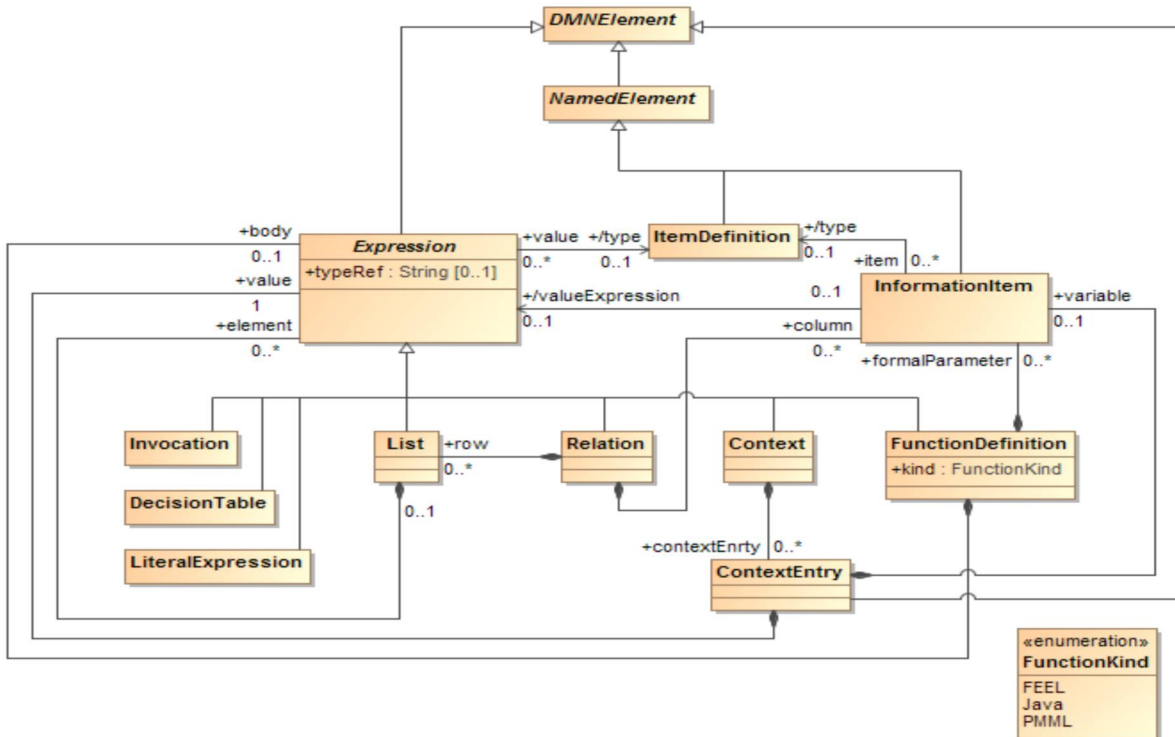 DMNElement
NamedElement
+body
0..1
+value
1
+element
0..*
Expression
+typeRef : String [0..1]
+value
0..*
+/type
0..1
ItemDefinition
+/type
0..1
+item
0..*
InformationItem
+/valueExpression
0..1
0..1
+column
0..*
+variable
0..1
+formalParameter
0..*
Invocation
DecisionTable
LiteralExpression
List
0..1
+row
0..*
Relation
Context
FunctionDefinition
+kind : FunctionKind
+contextEnrty
0..*
ContextEntry
«enumeration»
FunctionKind
FEEL
Java
PMML